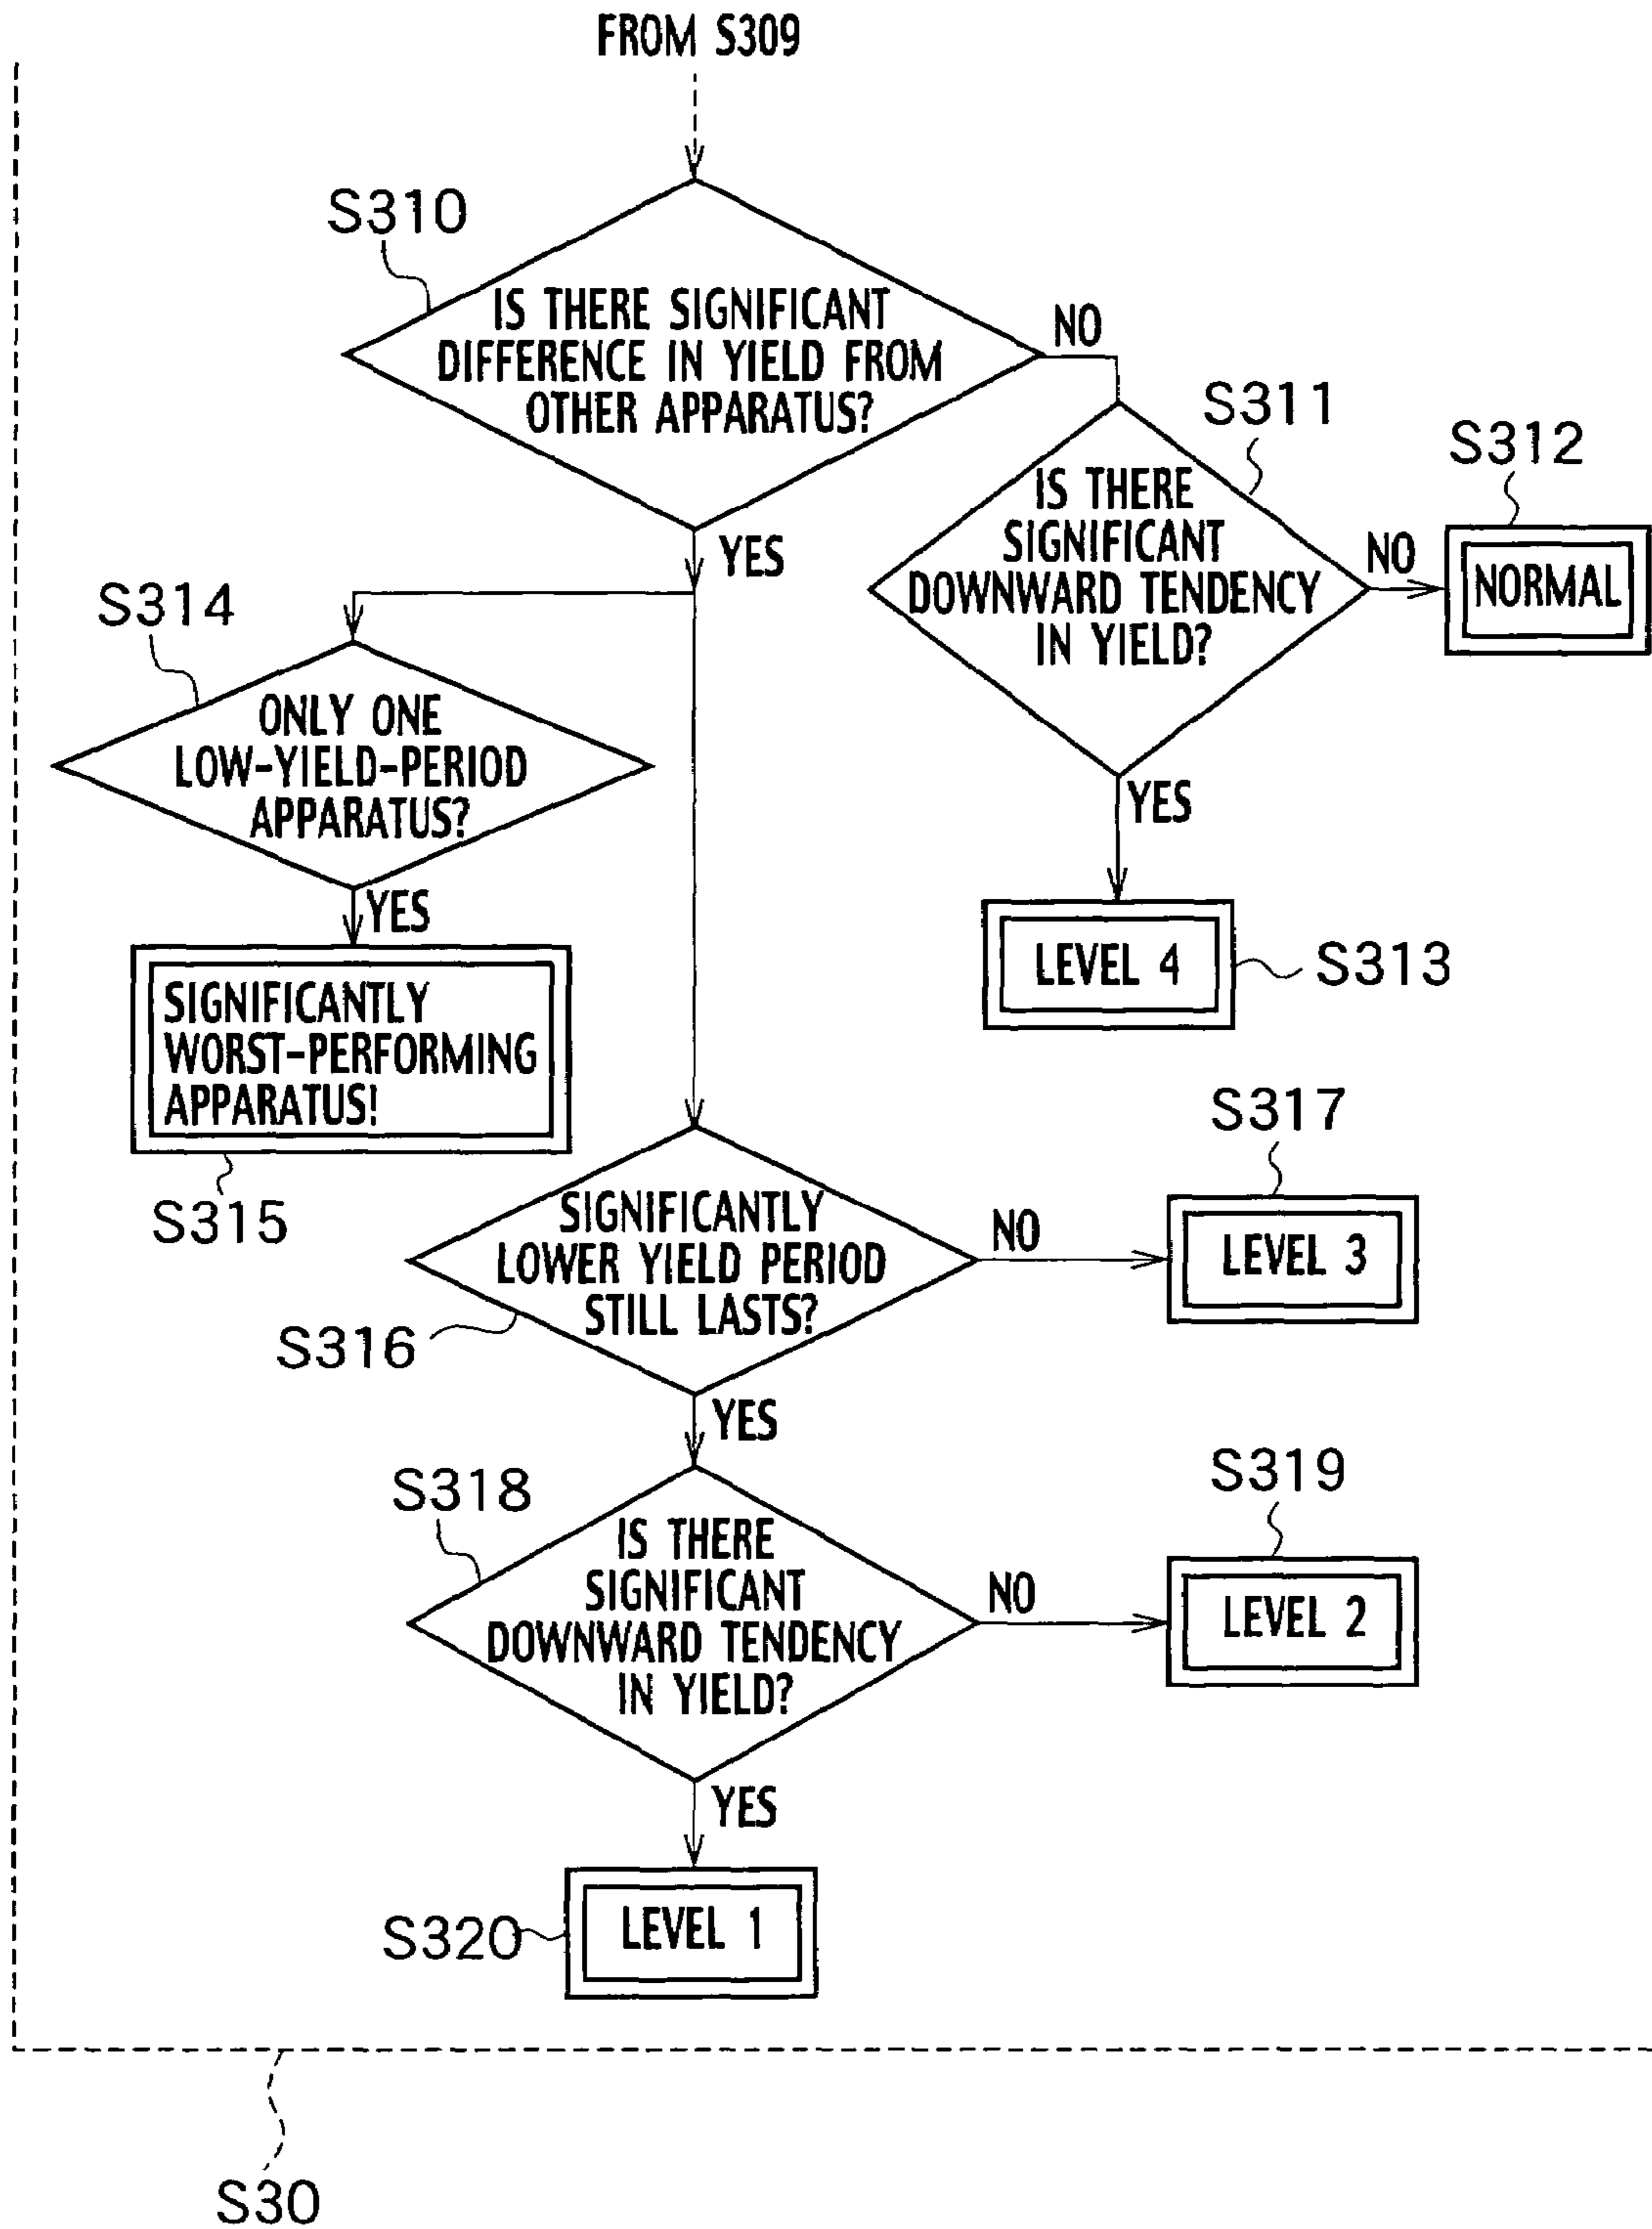 FROM S309
S310
IS THERE SIGNIFICANT
DIFFERENCE IN YIELD FROM
OTHER APPARATUS?
NO
YES
S311
IS THERE
SIGNIFICANT
DOWNWARD TENDENCY
IN YIELD?
NO
S312
NORMAL
YES
LEVEL 4
S313
S314
ONLY ONE
LOW-YIELD-PERIOD
APPARATUS?
YES
SIGNIFICANTLY
WORST-PERFORMING
APPARATUS!
S315
SIGNIFICANTLY
LOWER YIELD PERIOD
STILL LASTS?
S316
NO
S317
LEVEL 3
YES
S318
IS THERE
SIGNIFICANT
DOWNWARD TENDENCY
IN YIELD?
NO
S319
LEVEL 2
YES
S320
LEVEL 1
S30